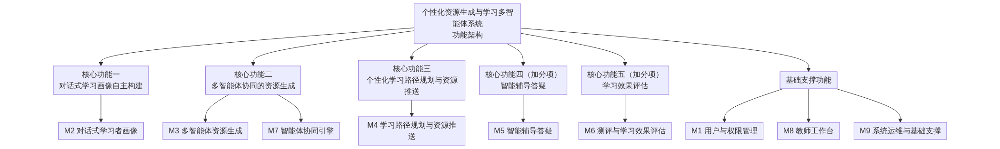 个性化资源生成与学习多智
能体系统
功能架构
核心功能一
对话式学习画像自主构建
核心功能二
多智能体协同的资源生成
核心功能三
个性化学习路径规划与资源
推送
核心功能四（加分项）
智能辅导答疑
核心功能五（加分项）
学习效果评估
基础支撑功能
M2 对话式学习者画像
M3 多智能体资源生成
M7 智能体协同引擎
M4 学习路径规划与资源推
送
M5 智能辅导答疑
M6 测评与学习效果评估
M1 用户与权限管理
M8 教师工作台
M9 系统运维与基础支撑